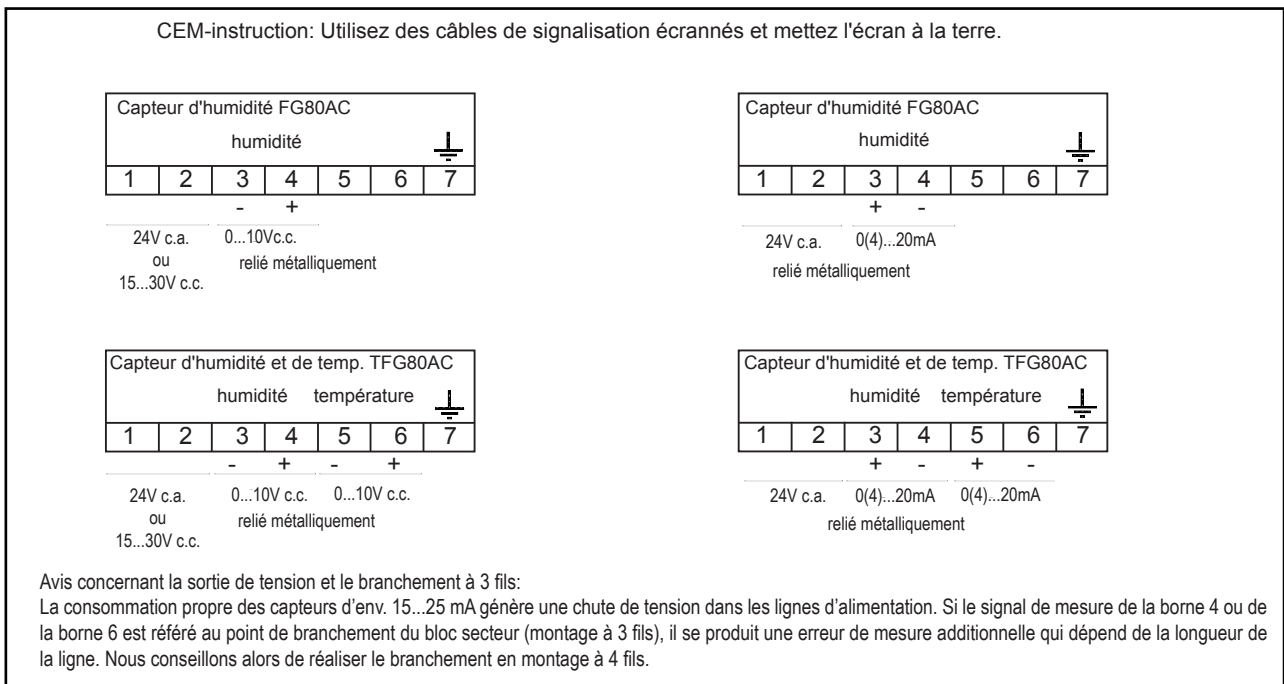 CEM-instruction: Utilisez des câbles de signalisation écrannés et mettez l'écran à la terre.
Capteur d'humidité FG80AC
humidité
1 2 3 4 5 6 7
- +
24V c.a. 0...10Vc.c.
ou relié métalliquement
15...30V c.c.
Capteur d'humidité FG80AC
humidité
1 2 3 4 5 6 7
+ -
24V c.a. 0(4)...20mA
relié métalliquement
Capteur d'humidité et de temp. TFG80AC
humidité température
1 2 3 4 5 6 7
- + - +
24V c.a. 0...10V c.c. 0...10V c.c.
ou relié métalliquement
15...30V c.c.
Capteur d'humidité et de temp. TFG80AC
humidité température
1 2 3 4 5 6 7
+ - + -
24V c.a. 0(4)...20mA 0(4)...20mA
relié métalliquement
Avis concernant la sortie de tension et le branchement à 3 fils:
La consommation propre des capteurs d'env. 15...25 mA génère une chute de tension dans les lignes d'alimentation. Si le signal de mesure de la borne 4 ou de
la borne 6 est référé au point de branchement du bloc secteur (montage à 3 fils), il se produit une erreur de mesure additionnelle qui dépend de la longueur de
la ligne. Nous conseillons alors de réaliser le branchement en montage à 4 fils.